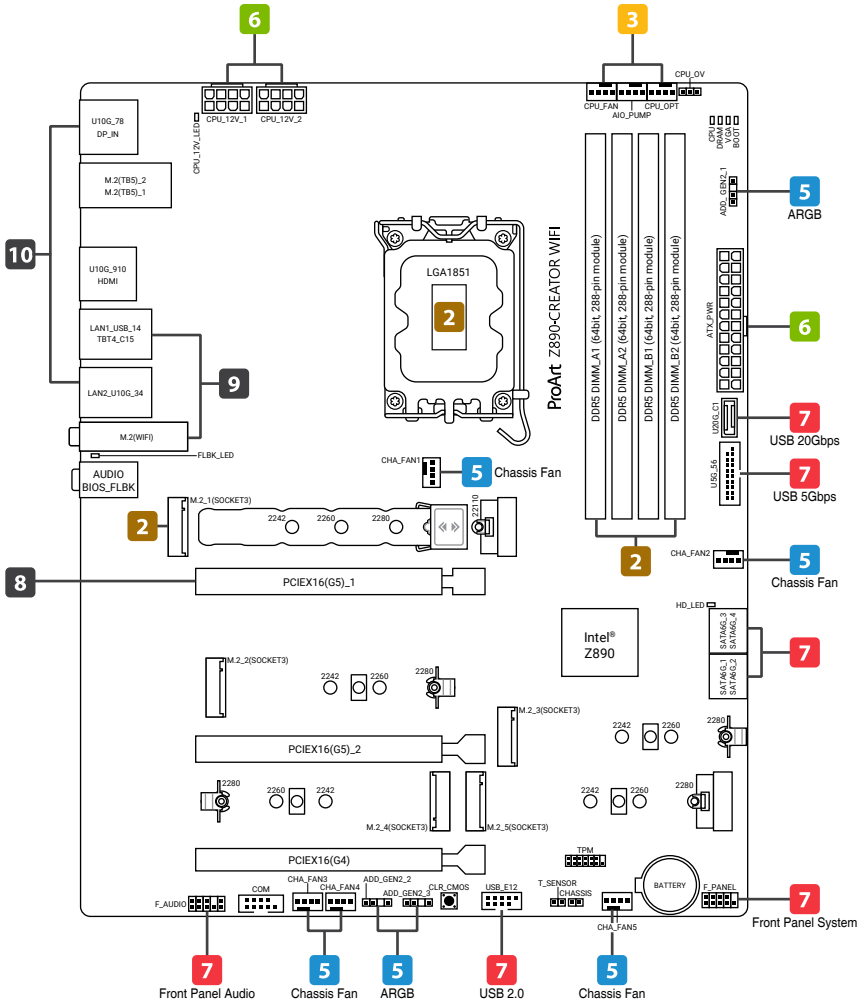 6
3
CPU_OV
CPU_12V_LED
CPU_12V_1
CPU_12V_2
CPU_FAN
AIO_PUMP
CPU_OPT
U10G_78
DP_IN
CPU
DRAM
VGA
BOOT
M.2(TB5)_2
M.2(TB5)_1
ADD_GEN2_1
5
ARGB
10
U10G_910
HDMI
LGA1851
2
ProArt Z890-CREATOR WIFI
DDR5 DIMM_A1 (64bit, 288-pin module)
DDR5 DIMM_A2 (64bit, 288-pin module)
DDR5 DIMM_B1 (64bit, 288-pin module)
DDR5 DIMM_B2 (64bit, 288-pin module)
ATX_PWR
6
LAN1_USB_14
TBT4_C15
9
LAN2_U10G_34
M.2(WIFI)
FLBK_LED
U20G_C1
7
USB 20Gbps
AUDIO
BIOS_FLBK
CHA_FAN1
5
Chassis Fan
U5G_56
7
USB 5Gbps
2
M.2_1(SOCKET3)
2242
2260
2280
22110
2
CHA_FAN2
5
Chassis Fan
8
PCIEX16(G5)_1
HD_LED
Intel®
Z890
SATA6G_3
SATA6G_4
SATA6G_1
SATA6G_2
7
M.2_2(SOCKET3)
2242
2260
2280
M.2_3(SOCKET3)
2242
2260
2280
PCIEX16(G5)_2
2280
2260
2242
M.2_4(SOCKET3)
M.2_5(SOCKET3)
2242
2260
2280
PCIEX16(G4)
TPM
BATTERY
F_AUDIO
COM
CHA_FAN3
CHA_FAN4
ADD_GEN2_2
ADD_GEN2_3
CLR_CMOS
USB_E12
T_SENSOR
CHASSIS
CHA_FAN5
F_PANEL
7
Front Panel System
7
Front Panel Audio
5
Chassis Fan
5
ARGB
7
USB 2.0
5
Chassis Fan